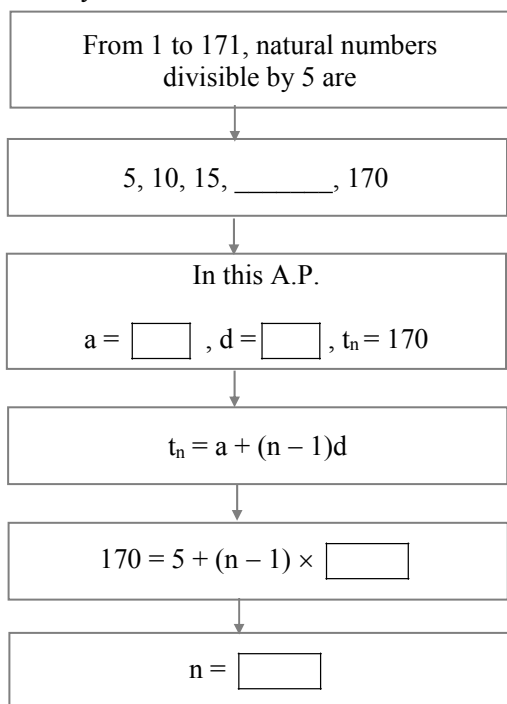 From 1 to 171, natural numbers
divisible by 5 are
5, 10, 15, _______, 170
In this A.P.
a = , d = , tₙ = 170
tₙ = a + (n – 1)d
170 = 5 + (n – 1) ×
n =